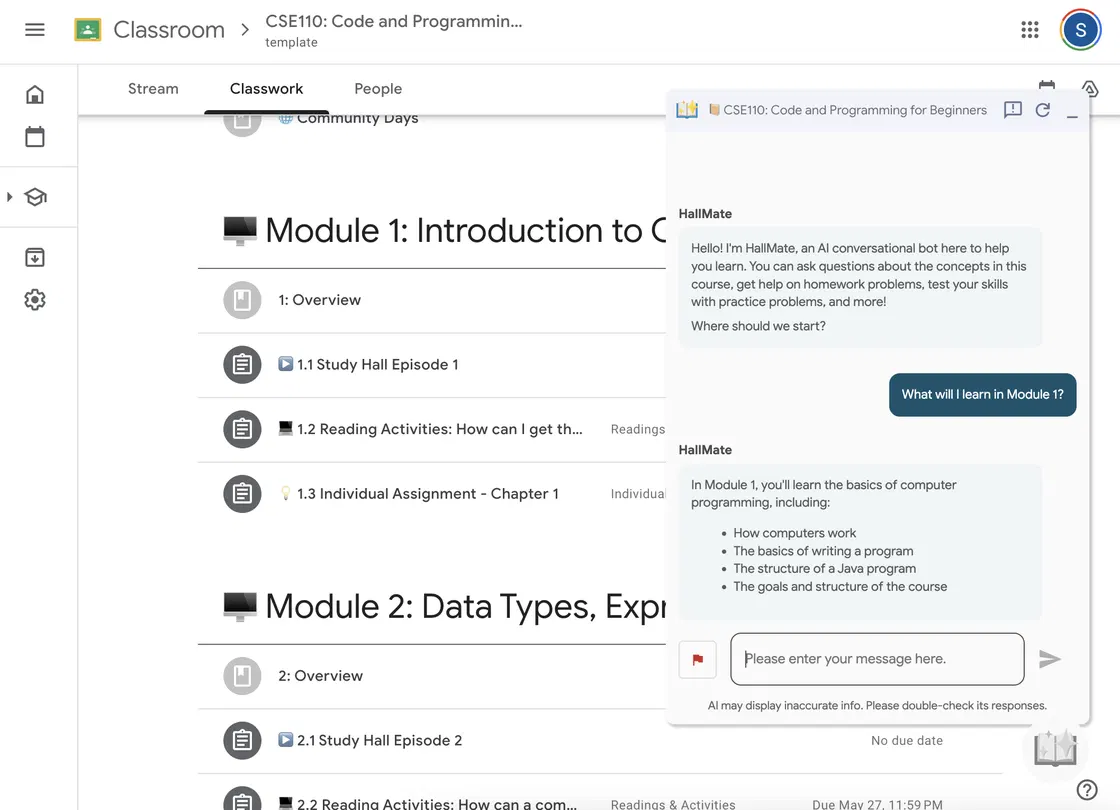 Classroom
CSE110: Code and Programmin...
template
S
Stream
Classwork
People
Community Days
Module 1: Introduction to
1: Overview
1.1 Study Hall Episode 1
1.2 Reading Activities: How can I get th...
Readings
1.3 Individual Assignment - Chapter 1
Individual
Module 2: Data Types, Expr
2: Overview
2.1 Study Hall Episode 2
No due date
2.2 Reading Activities: How can a com...
Readings & Activities
Due May 27, 11:59 PM
CSE110: Code and Programming for Beginners
HallMate
Hello! I'm HallMate, an AI conversational bot here to help
you learn. You can ask questions about the concepts in this
course, get help on homework problems, test your skills
with practice problems, and more!
Where should we start?
What will I learn in Module 1?
HallMate
In Module 1, you'll learn the basics of computer
programming, including:
• How computers work
• The basics of writing a program
• The structure of a Java program
• The goals and structure of the course
Please enter your message here.
AI may display inaccurate info. Please double-check its responses.